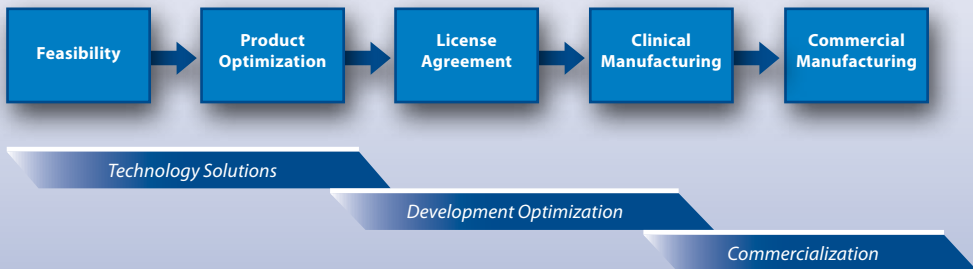 Feasibility
Product
Optimization
License
Agreement
Clinical
Manufacturing
Commercial
Manufacturing
Technology Solutions
Development Optimization
Commercialization